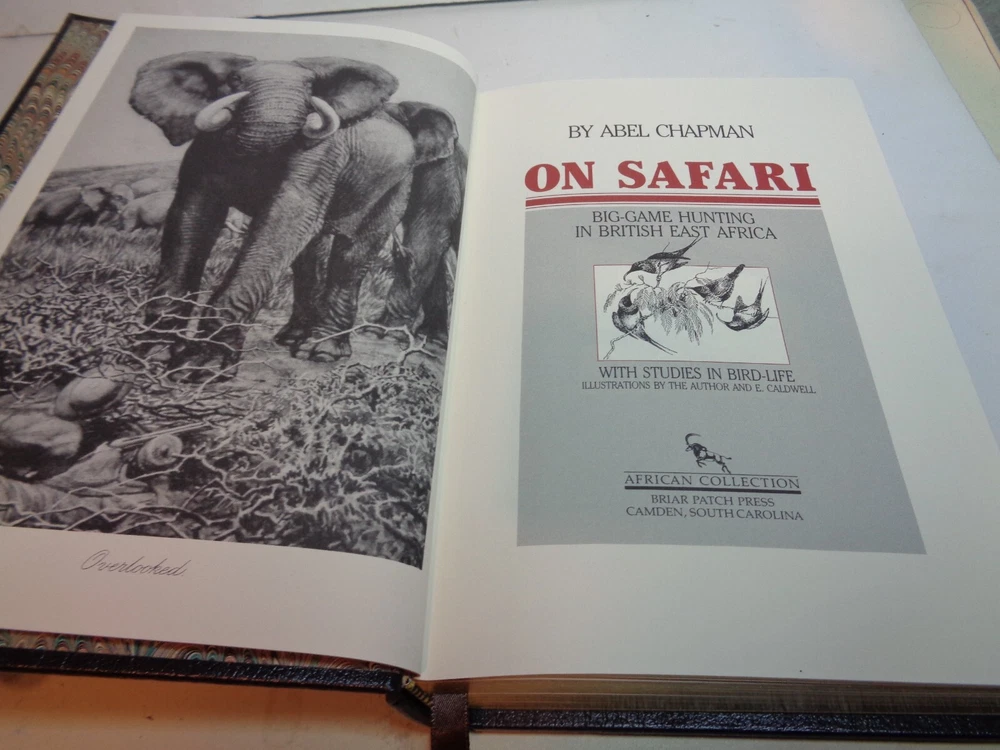 Overlooked
BY ABEL CHAPMAN
ON SAFARI
BIG-GAME HUNTING
IN BRITISH EAST AFRICA
WITH STUDIES IN BIRD-LIFE
ILLUSTRATIONS BY THE AUTHOR AND E. CALDWELL
AFRICAN COLLECTION
BRIAR PATCH PRESS
CAMDEN, SOUTH CAROLINA